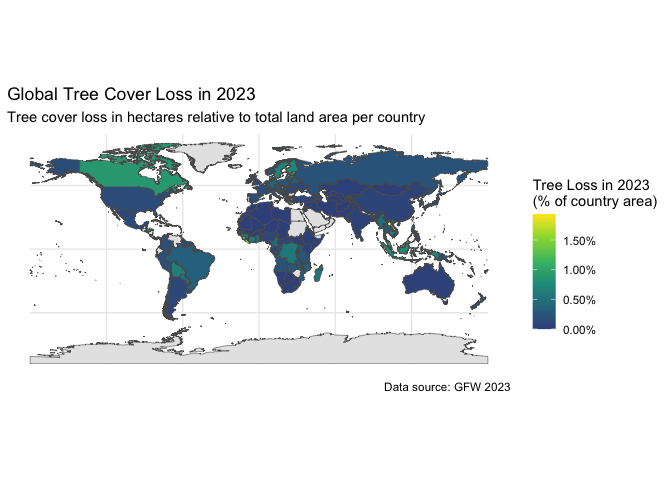 Global Tree Cover Loss in 2023
Tree cover loss in hectares relative to total land area per country
Tree Loss in 2023
(% of country area)
1.50%
1.00%
0.50%
0.00%
Data source: GFW 2023